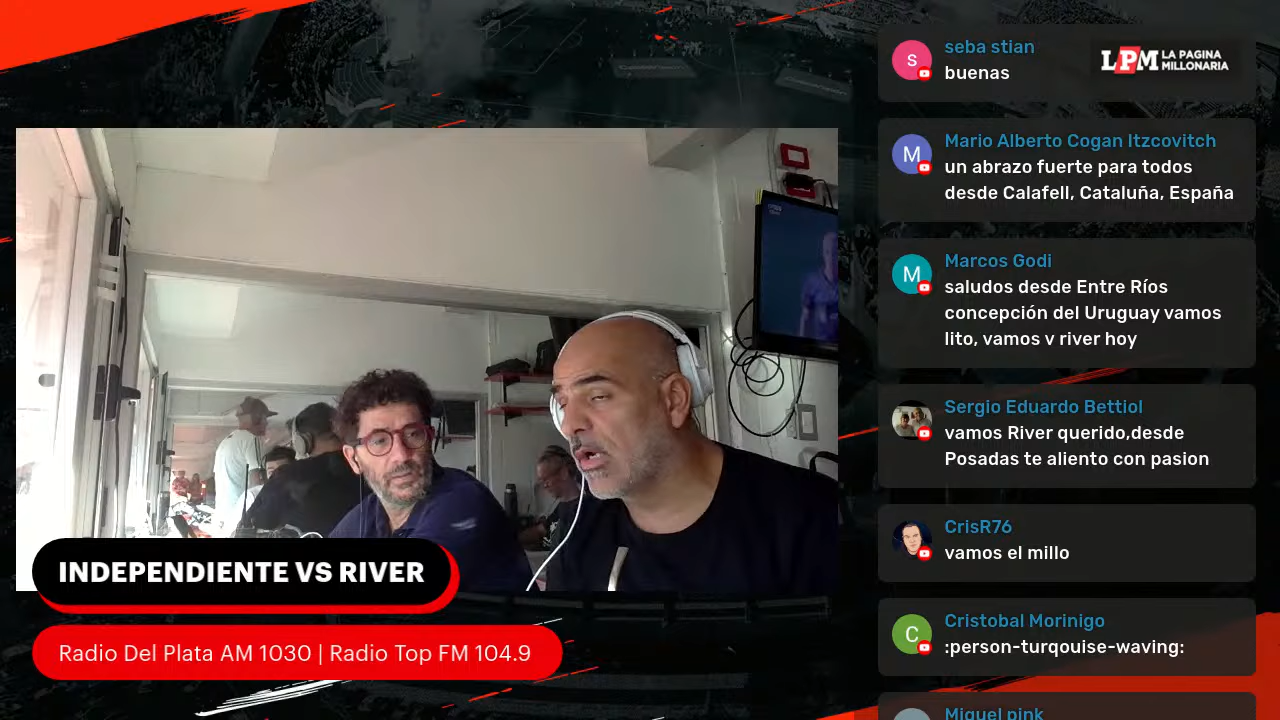 INDEPENDIENTE VS RIVER
Radio Del Plata AM 1030 | Radio Top FM 104.9
LPM LA PAGINA
MILLONARIA
s
seba stian
buenas
M
Mario Alberto Cogan Itzcovitch
un abrazo fuerte para todos
desde Calafell, Cataluña, España
M
Marcos Godi
saludos desde Entre Ríos
concepción del Uruguay vamos
lito, vamos v river hoy
Sergio Eduardo Bettiol
vamos River querido,desde
Posadas te aliento con pasion
CrisR76
vamos el millo
C
Cristobal Morinigo
:person-turqouise-waving:
Miguel pink